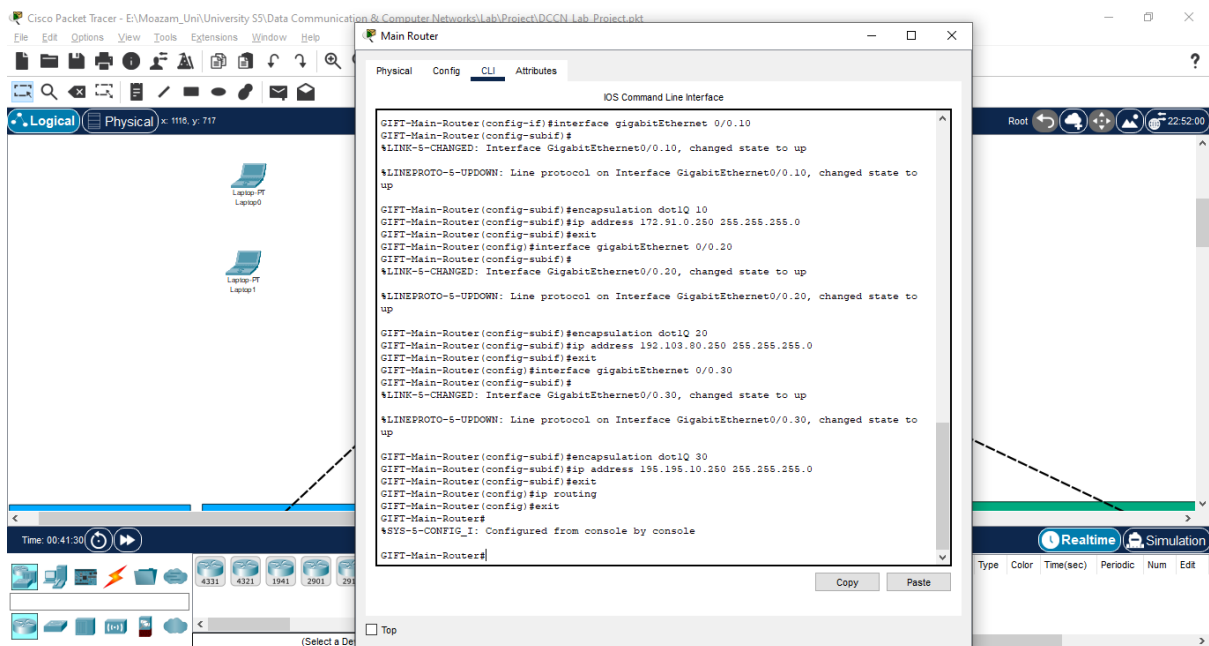 Cisco Packet Tracer - E:\Moazam_Uni\University S5\Data Communication & Computer Networks\Lab\Project\DCCN_Lab_Project.pkt
File Edit Options View Tools Extensions Window Help
Main Router
Physical Config CLI Attributes
IOS Command Line Interface
Logical Physical x: 1116, y: 717
Root 22:52:00
Laptop-PT
Laptop0
Laptop-PT
Laptop1
GIFT-Main-Router(config-if)#interface gigabitEthernet 0/0.10
GIFT-Main-Router(config-subif)#
%LINK-5-CHANGED: Interface GigabitEthernet0/0.10, changed state to up
%LINEPROTO-5-UPDOWN: Line protocol on Interface GigabitEthernet0/0.10, changed state to
up
GIFT-Main-Router(config-subif)#encapsulation dot1Q 10
GIFT-Main-Router(config-subif)#ip address 172.91.0.250 255.255.255.0
GIFT-Main-Router(config-subif)#exit
GIFT-Main-Router(config)#interface gigabitEthernet 0/0.20
GIFT-Main-Router(config-subif)#
%LINK-5-CHANGED: Interface GigabitEthernet0/0.20, changed state to up
%LINEPROTO-5-UPDOWN: Line protocol on Interface GigabitEthernet0/0.20, changed state to
up
GIFT-Main-Router(config-subif)#encapsulation dot1Q 20
GIFT-Main-Router(config-subif)#ip address 192.103.80.250 255.255.255.0
GIFT-Main-Router(config-subif)#exit
GIFT-Main-Router(config)#interface gigabitEthernet 0/0.30
GIFT-Main-Router(config-subif)#
%LINK-5-CHANGED: Interface GigabitEthernet0/0.30, changed state to up
%LINEPROTO-5-UPDOWN: Line protocol on Interface GigabitEthernet0/0.30, changed state to
up
GIFT-Main-Router(config-subif)#encapsulation dot1Q 30
GIFT-Main-Router(config-subif)#ip address 195.195.10.250 255.255.255.0
GIFT-Main-Router(config-subif)#exit
GIFT-Main-Router(config)#ip routing
GIFT-Main-Router(config)#exit
GIFT-Main-Router#
%SYS-5-CONFIG_I: Configured from console by console
GIFT-Main-Router#
Copy Paste
Top
Time: 00:41:30
Realtime Simulation
4331 4321 1941 2901 291
Type Color Time(sec) Periodic Num Edit
(Select a De